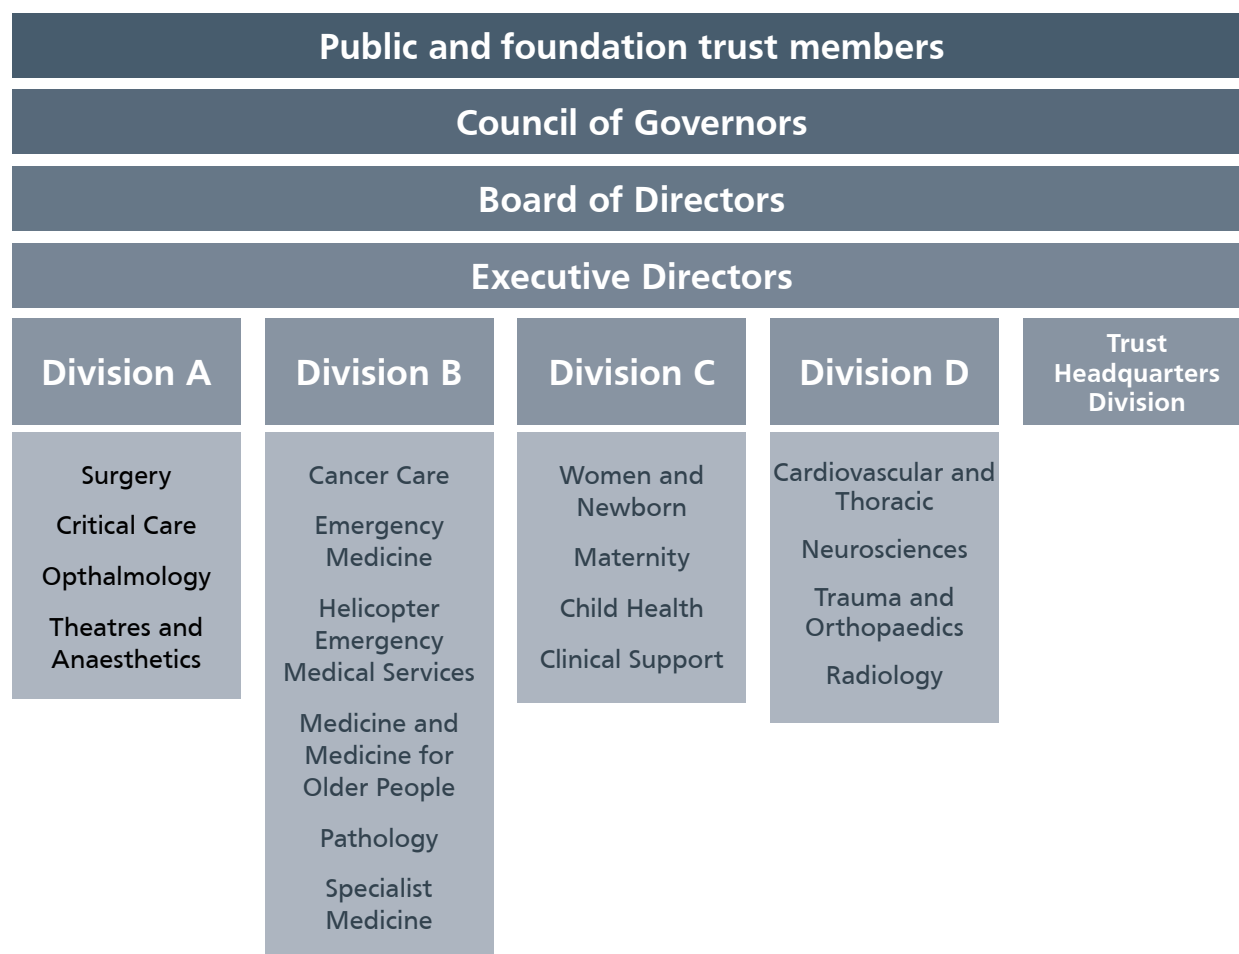 Public and foundation trust members
Council of Governors
Board of Directors
Executive Directors
Division A
Surgery
Critical Care
Opthalmology
Theatres and
Anaesthetics
Division B
Cancer Care
Emergency
Medicine
Helicopter
Emergency
Medical Services
Medicine and
Medicine for
Older People
Pathology
Specialist
Medicine
Division C
Women and
Newborn
Maternity
Child Health
Clinical Support
Division D
Cardiovascular and
Thoracic
Neurosciences
Trauma and
Orthopaedics
Radiology
Trust
Headquarters
Division